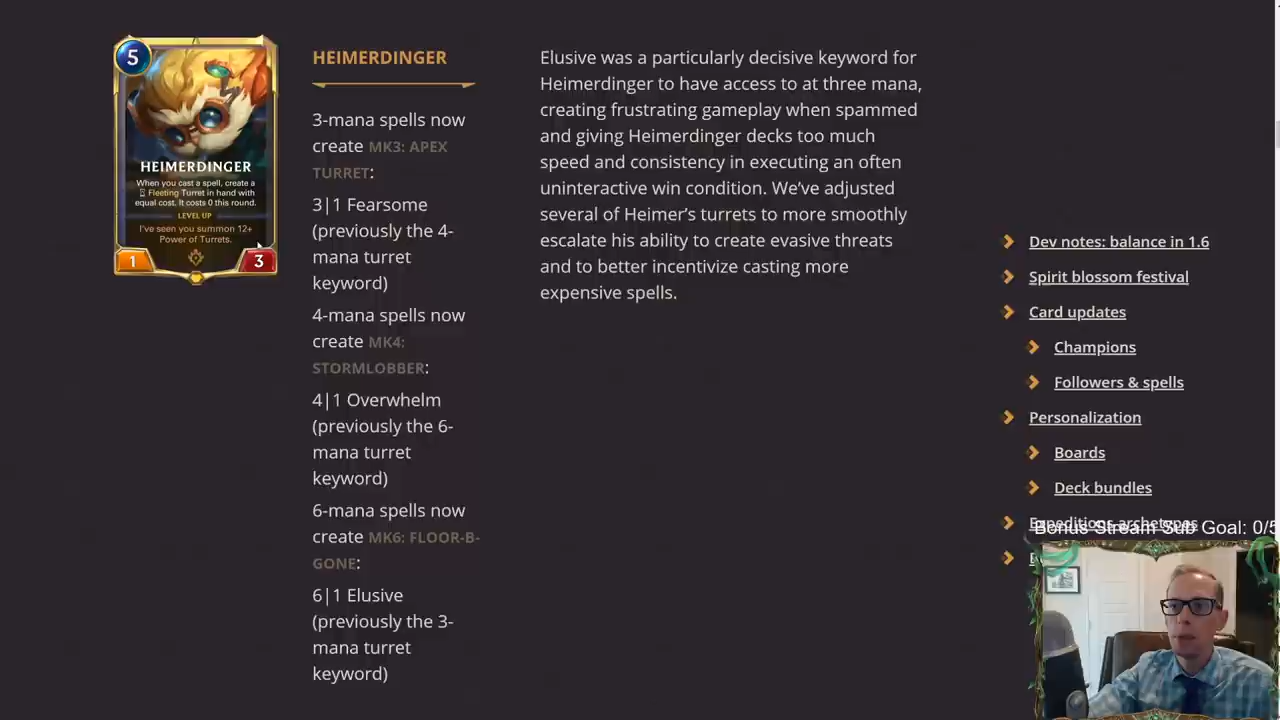 5
HEIMERDINGER
When you cast a spell, create a
Fleeting Turret in hand with
equal cost. It costs 0 this round.
LEVEL UP
I've seen you summon 12+
Power of Turrets.
1
3
HEIMERDINGER
3-mana spells now
create MK3: APEX
TURRET:
3|1 Fearsome
(previously the 4-
mana turret
keyword)
4-mana spells now
create MK4:
STORMLOBBER:
4|1 Overwhelm
(previously the 6-
mana turret
keyword)
6-mana spells now
create MK6: FLOOR-B-
GONE:
6|1 Elusive
(previously the 3-
mana turret
keyword)
Elusive was a particularly decisive keyword for
Heimerdinger to have access to at three mana,
creating frustrating gameplay when spammed
and giving Heimerdinger decks too much
speed and consistency in executing an often
uninteractive win condition. We've adjusted
several of Heimer's turrets to more smoothly
escalate his ability to create evasive threats
and to better incentivize casting more
expensive spells.
Dev notes: balance in 1.6
Spirit blossom festival
Card updates
Champions
Followers & spells
Personalization
Boards
Deck bundles
Expeditions archetypes
Bonus Stream Sub Goal: 0/5